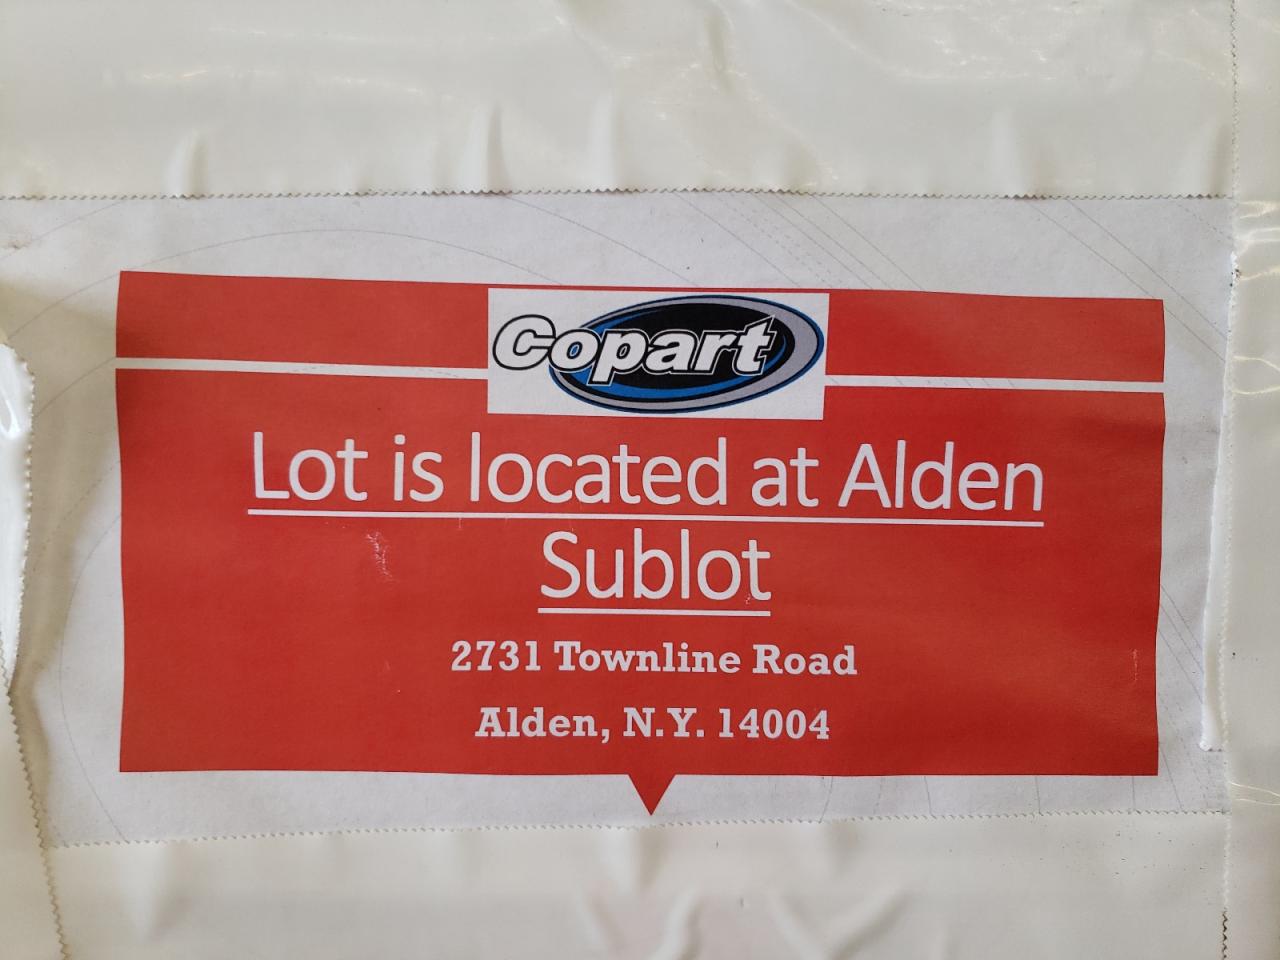 Copart
Lot is located at Alden
Sublot
2731 Townline Road
Alden, N.Y. 14004